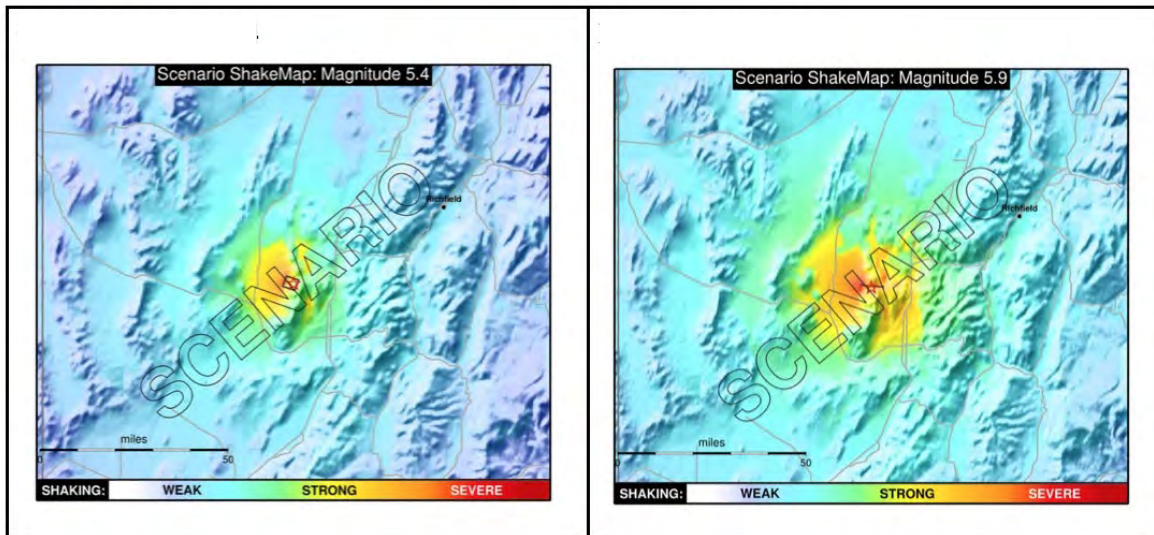 Scenario ShakeMap: Magnitude 5.4
SCENARIO
Richfield
miles
0 50
SHAKING: WEAK STRONG SEVERE
Scenario ShakeMap: Magnitude 5.9
SCENARIO
Richfield
miles
0 50
SHAKING: WEAK STRONG SEVERE